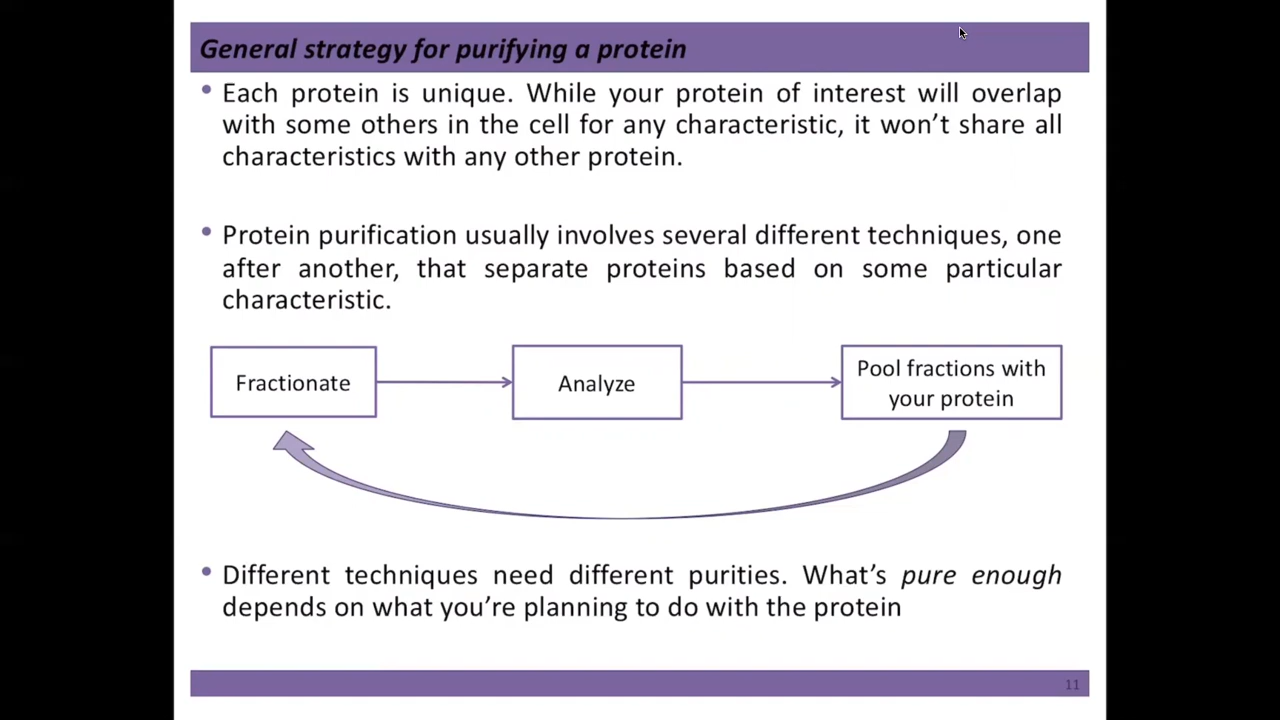 General strategy for purifying a protein
• Each protein is unique. While your protein of interest will overlap
with some others in the cell for any characteristic, it won’t share all
characteristics with any other protein.
• Protein purification usually involves several different techniques, one
after another, that separate proteins based on some particular
characteristic.
Fractionate
Analyze
Pool fractions with
your protein
• Different techniques need different purities. What’s pure enough
depends on what you’re planning to do with the protein
11